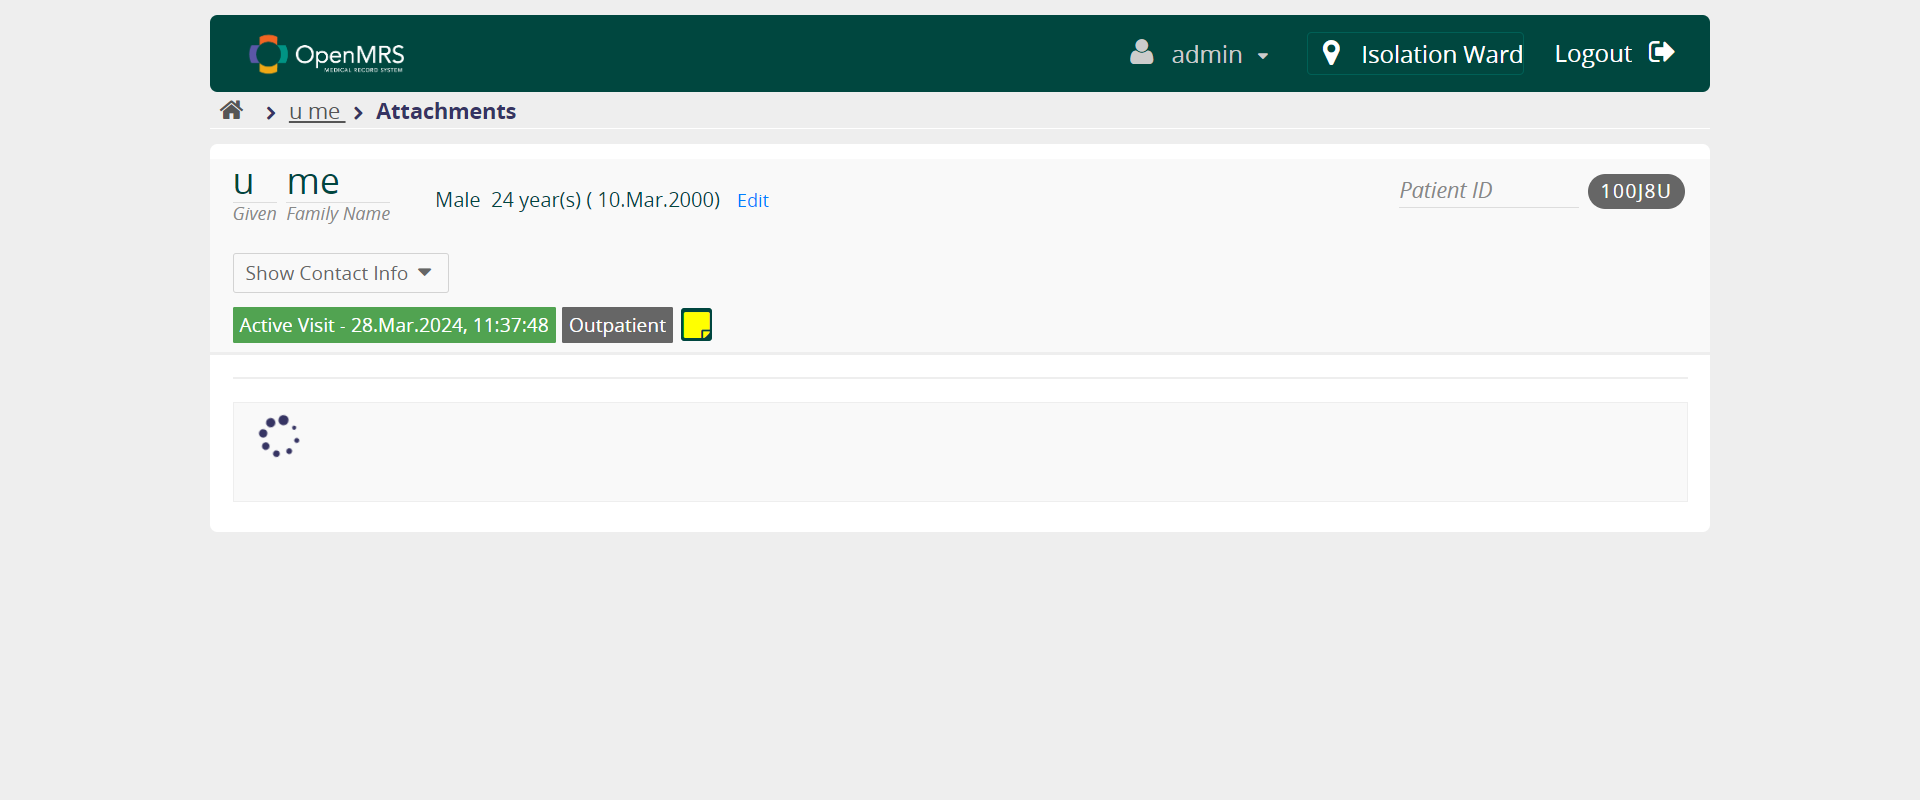 OpenMRS
MEDICAL RECORD SYSTEM
admin
Isolation Ward
Logout
u me
Attachments
u me
Given Family Name
Male 24 year(s) ( 10.Mar.2000) Edit
Patient ID 100J8U
Show Contact Info
Active Visit - 28.Mar.2024, 11:37:48 Outpatient